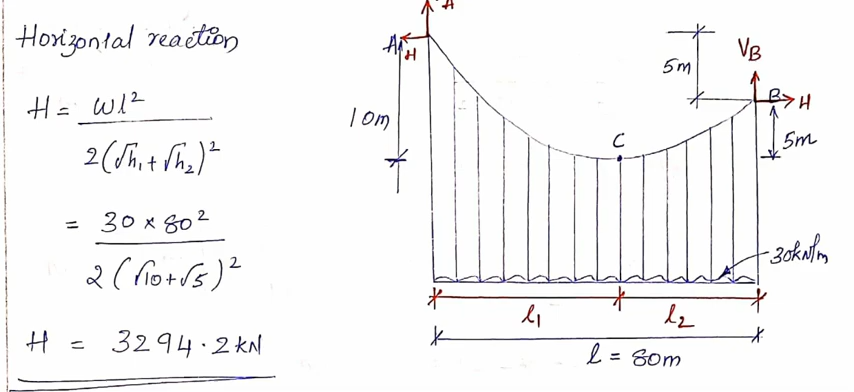 Horizontal reaction
H = wl²
2(√h₁+√h₂)²
= 30 × 80²
2(√10+√5)²
H = 3294.2 kN
A
A
H
10m
5m
V_B
B
H
5m
C
30kN/m
l₁
l₂
l = 80m